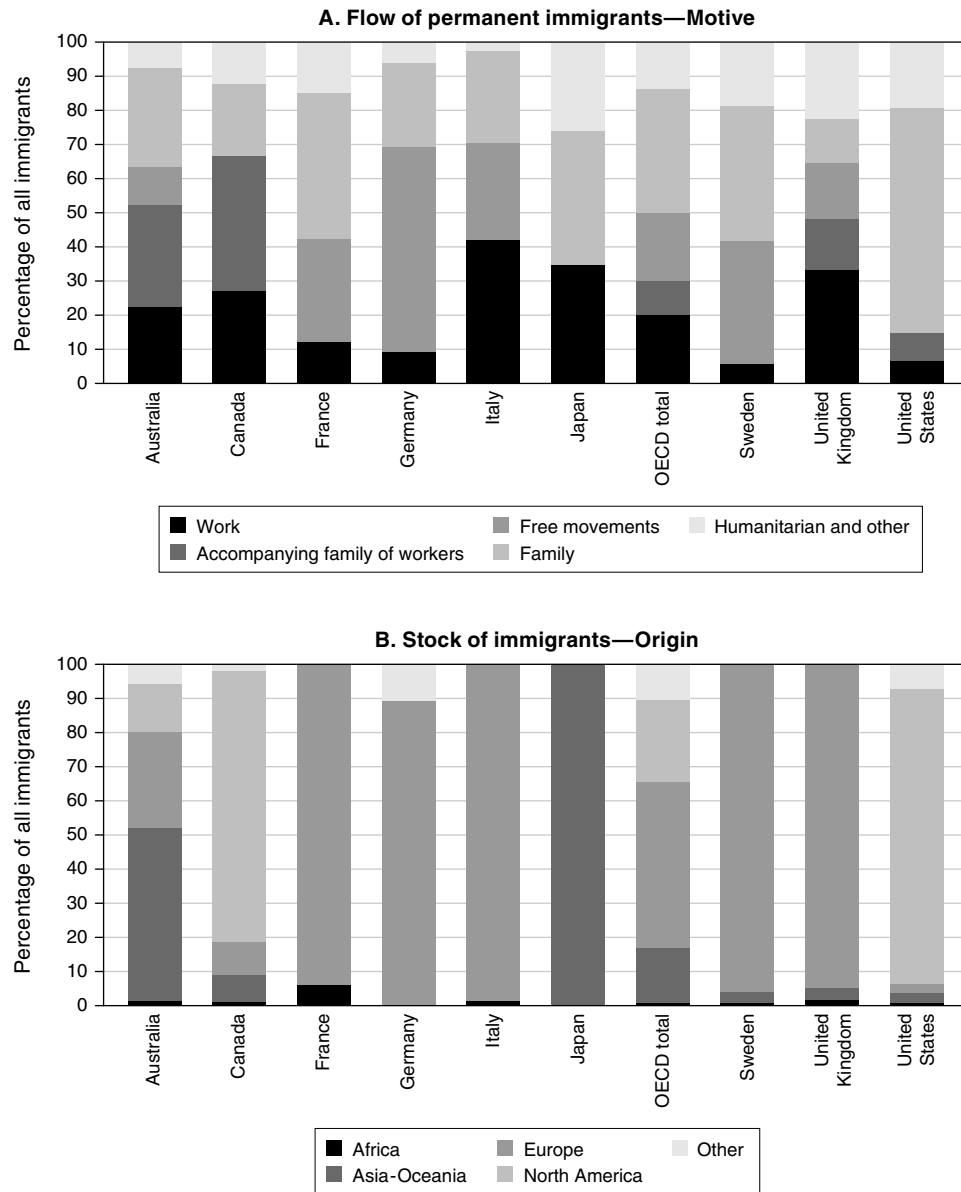 A. Flow of permanent immigrants—Motive
Percentage of all immigrants
100
90
80
70
60
50
40
30
20
10
0
Australia
Canada
France
Germany
Italy
Japan
OECD total
Sweden
United
Kingdom
United
States
Work
Free movements
Humanitarian and other
Accompanying family of workers
Family
B. Stock of immigrants—Origin
Percentage of all immigrants
100
90
80
70
60
50
40
30
20
10
0
Australia
Canada
France
Germany
Italy
Japan
OECD total
Sweden
United
Kingdom
United
States
Africa
Europe
Other
Asia-Oceania
North America